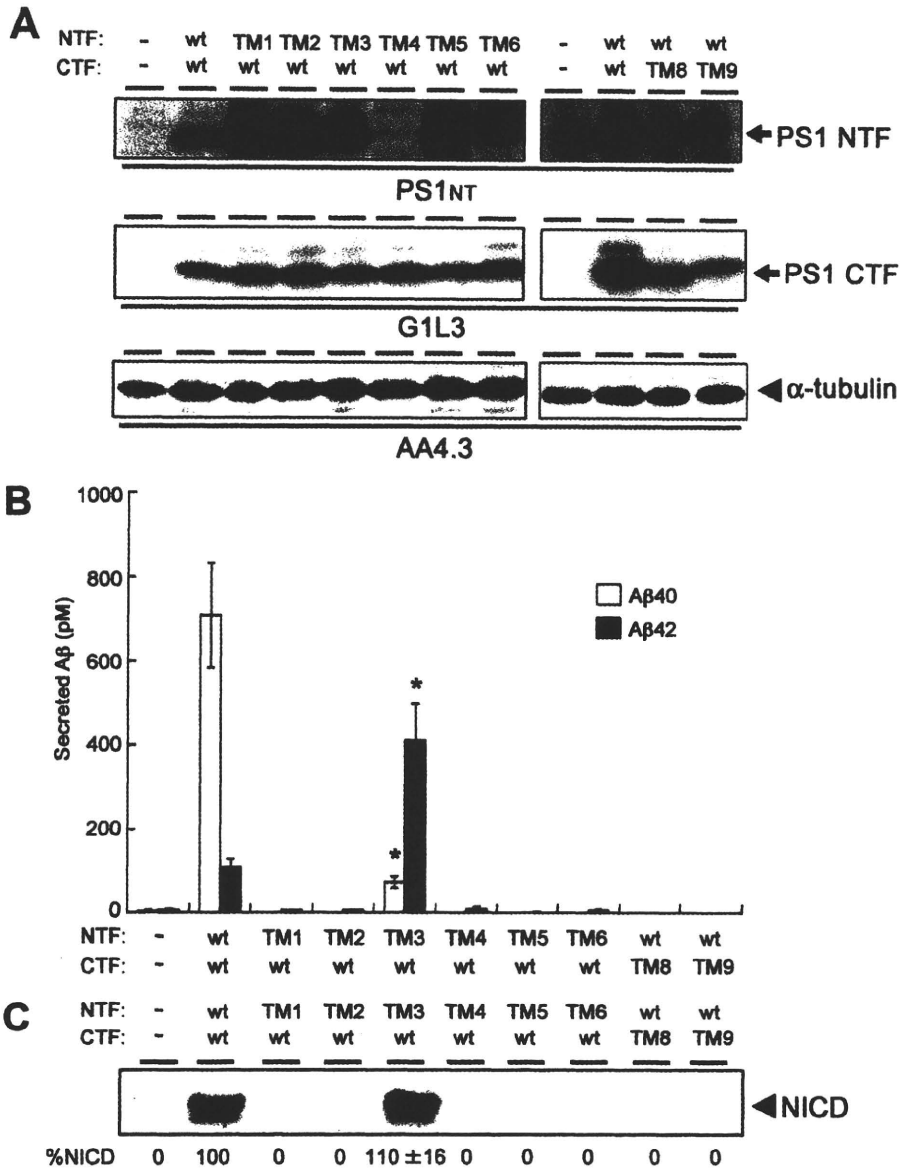 A
NTF: - wt TM1 TM2 TM3 TM4 TM5 TM6 - wt wt wt
CTF: - wt wt wt wt wt wt wt - wt TM8 TM9
PS1 NTF
PS1NT
PS1 CTF
G1L3
α-tubulin
AA4.3
B
1000
800
600
400
200
0
Secreted Aβ (pM)
Aβ40
Aβ42
*
*
NTF: - wt TM1 TM2 TM3 TM4 TM5 TM6 wt wt
CTF: - wt wt wt wt wt wt wt TM8 TM9
C
NTF: - wt TM1 TM2 TM3 TM4 TM5 TM6 wt wt
CTF: - wt wt wt wt wt wt wt TM8 TM9
NICD
%NICD 0 100 0 0 110 ±16 0 0 0 0 0